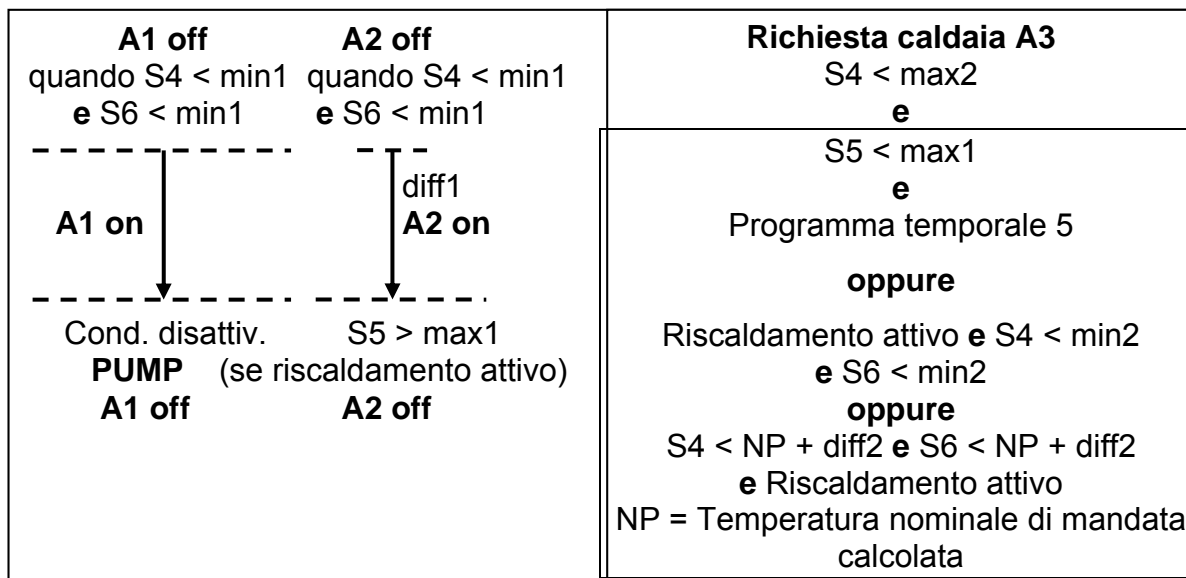 A1 off
quando S4 < min1
e S6 < min1
A1 on
Cond. disattiv.
PUMP
A1 off
A2 off
quando S4 < min1
e S6 < min1
diff1
A2 on
S5 > max1
(se riscaldamento attivo)
A2 off
Richiesta caldaia A3
S4 < max2
e
S5 < max1
e
Programma temporale 5
oppure
Riscaldamento attivo e S4 < min2
e S6 < min2
oppure
S4 < NP + diff2 e S6 < NP + diff2
e Riscaldamento attivo
NP = Temperatura nominale di mandata
calcolata